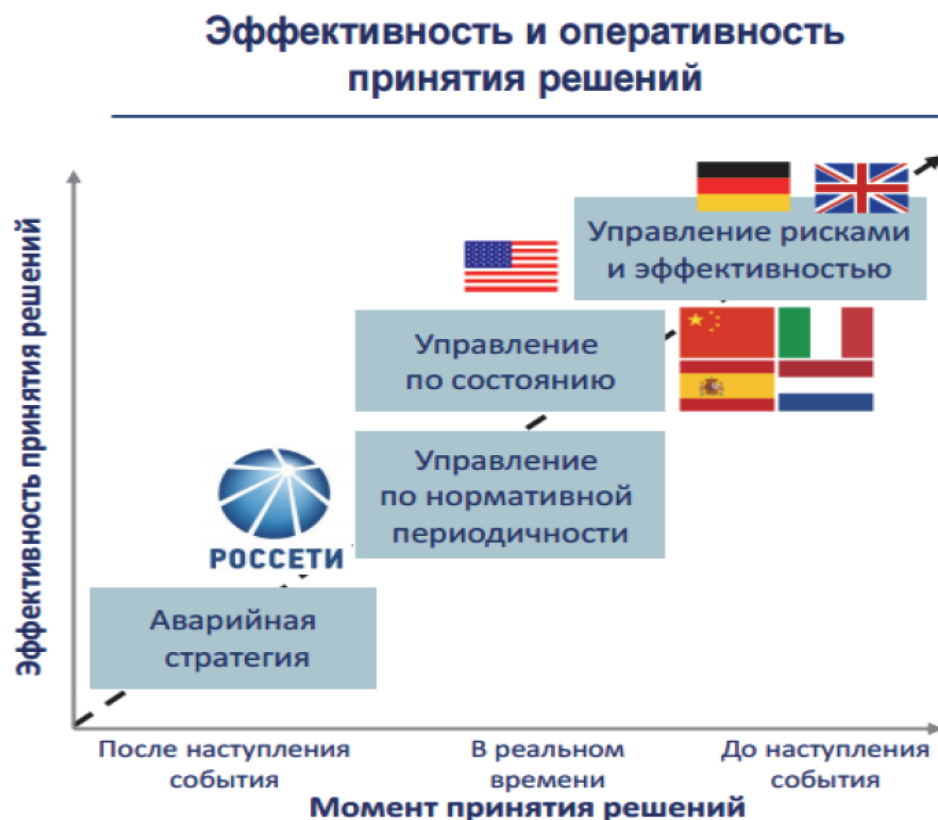 Эффективность и оперативность
принятия решений
Эффективность принятия решений
Управление рисками
и эффективностью
Управление
по состоянию
Управление
по нормативной
периодичности
РОССЕТИ
Аварийная
стратегия
После наступления
события
В реальном
времени
До наступления
события
Момент принятия решений